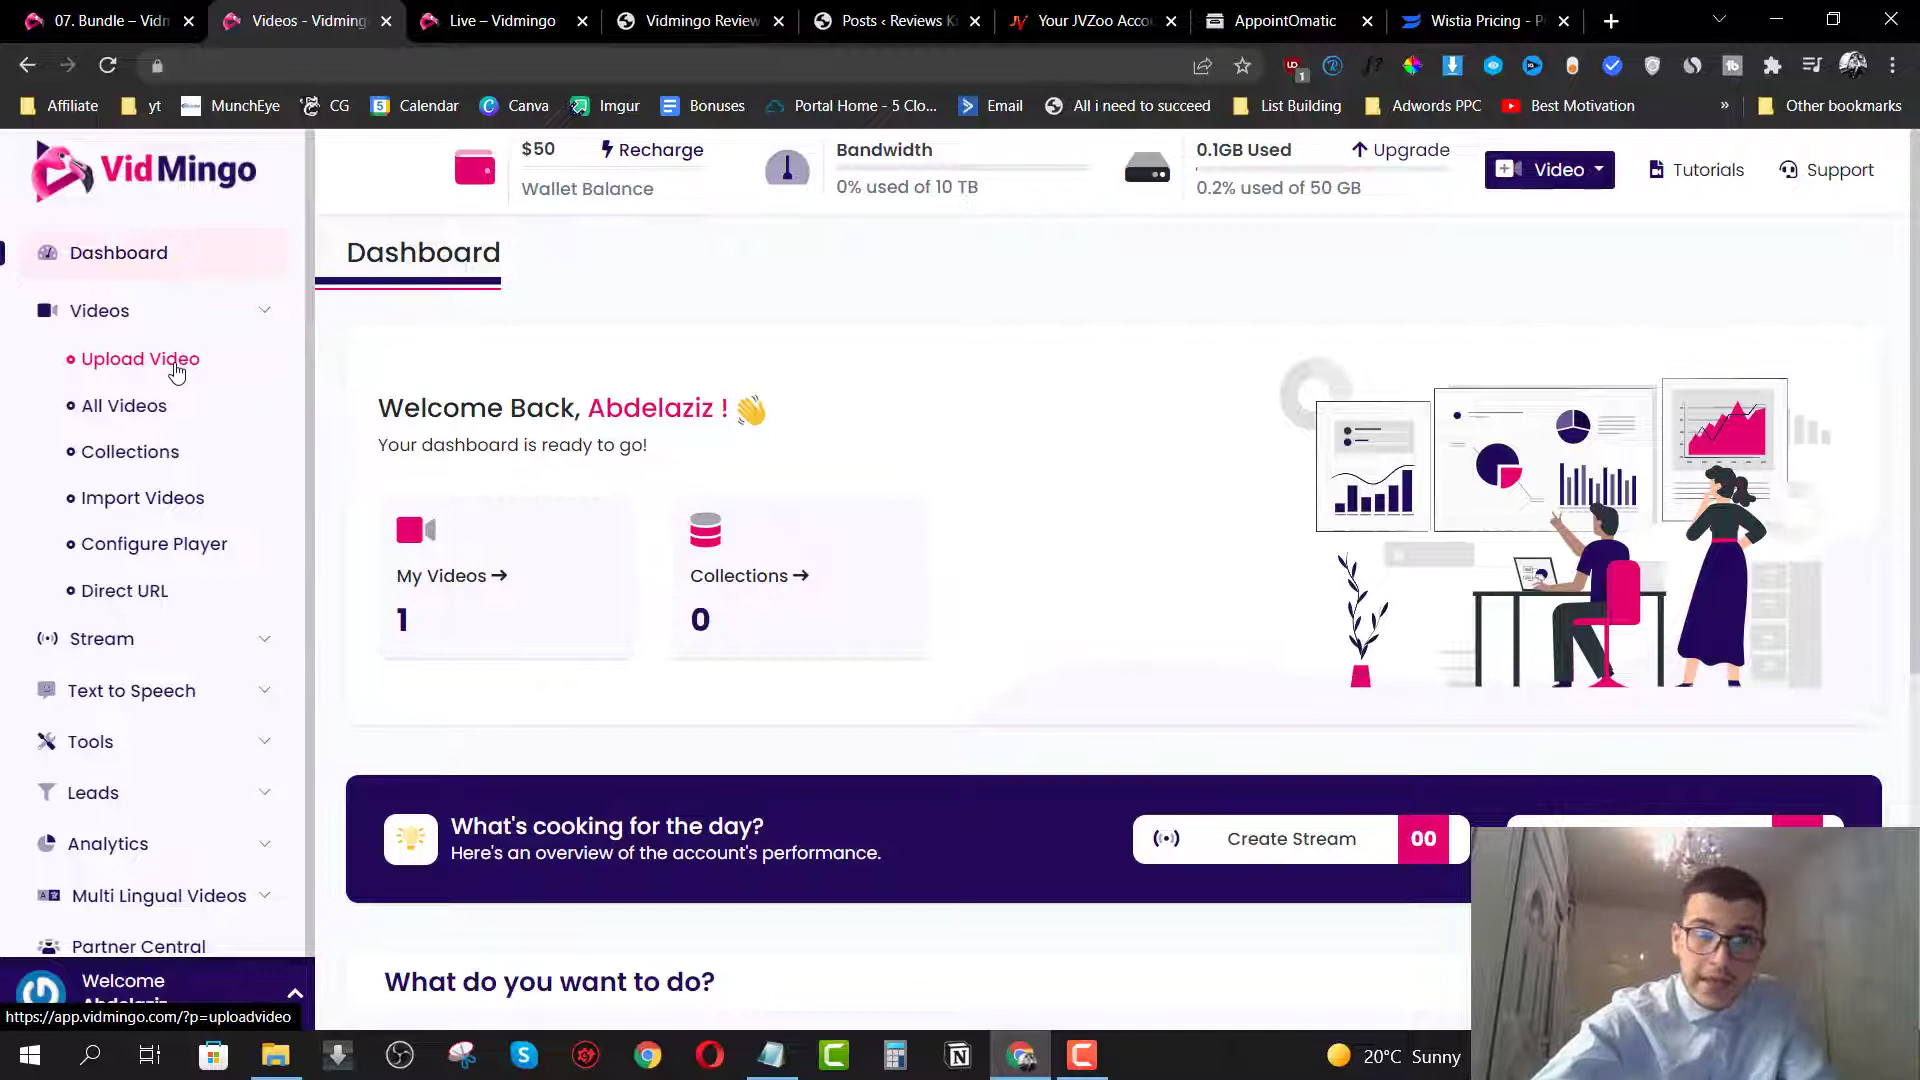 07. Bundle – Vidm
Videos - Vidming
Live – Vidmingo
Vidmingo Review
Posts ‹ Reviews K
Your JVZoo Acco
AppointOmatic
Wistia Pricing - P
Affiliate
yt
MunchEye
CG
Calendar
Canva
Imgur
Bonuses
Portal Home - 5 Clo...
Email
All i need to succeed
List Building
Adwords PPC
Best Motivation
»
Other bookmarks
VidMingo
$50
Recharge
Wallet Balance
Bandwidth
0% used of 10 TB
0.1GB Used
Upgrade
0.2% used of 50 GB
Video
Tutorials
Support
Dashboard
Videos
Upload Video
All Videos
Collections
Import Videos
Configure Player
Direct URL
Stream
Text to Speech
Tools
Leads
Analytics
Multi Lingual Videos
Partner Central
Welcome
Abdelaziz
https://app.vidmingo.com/?p=uploadvideo
Dashboard
Welcome Back, Abdelaziz ! 👋
Your dashboard is ready to go!
My Videos →
1
Collections →
0
What's cooking for the day?
Here's an overview of the account's performance.
Create Stream
00
What do you want to do?
20°C Sunny